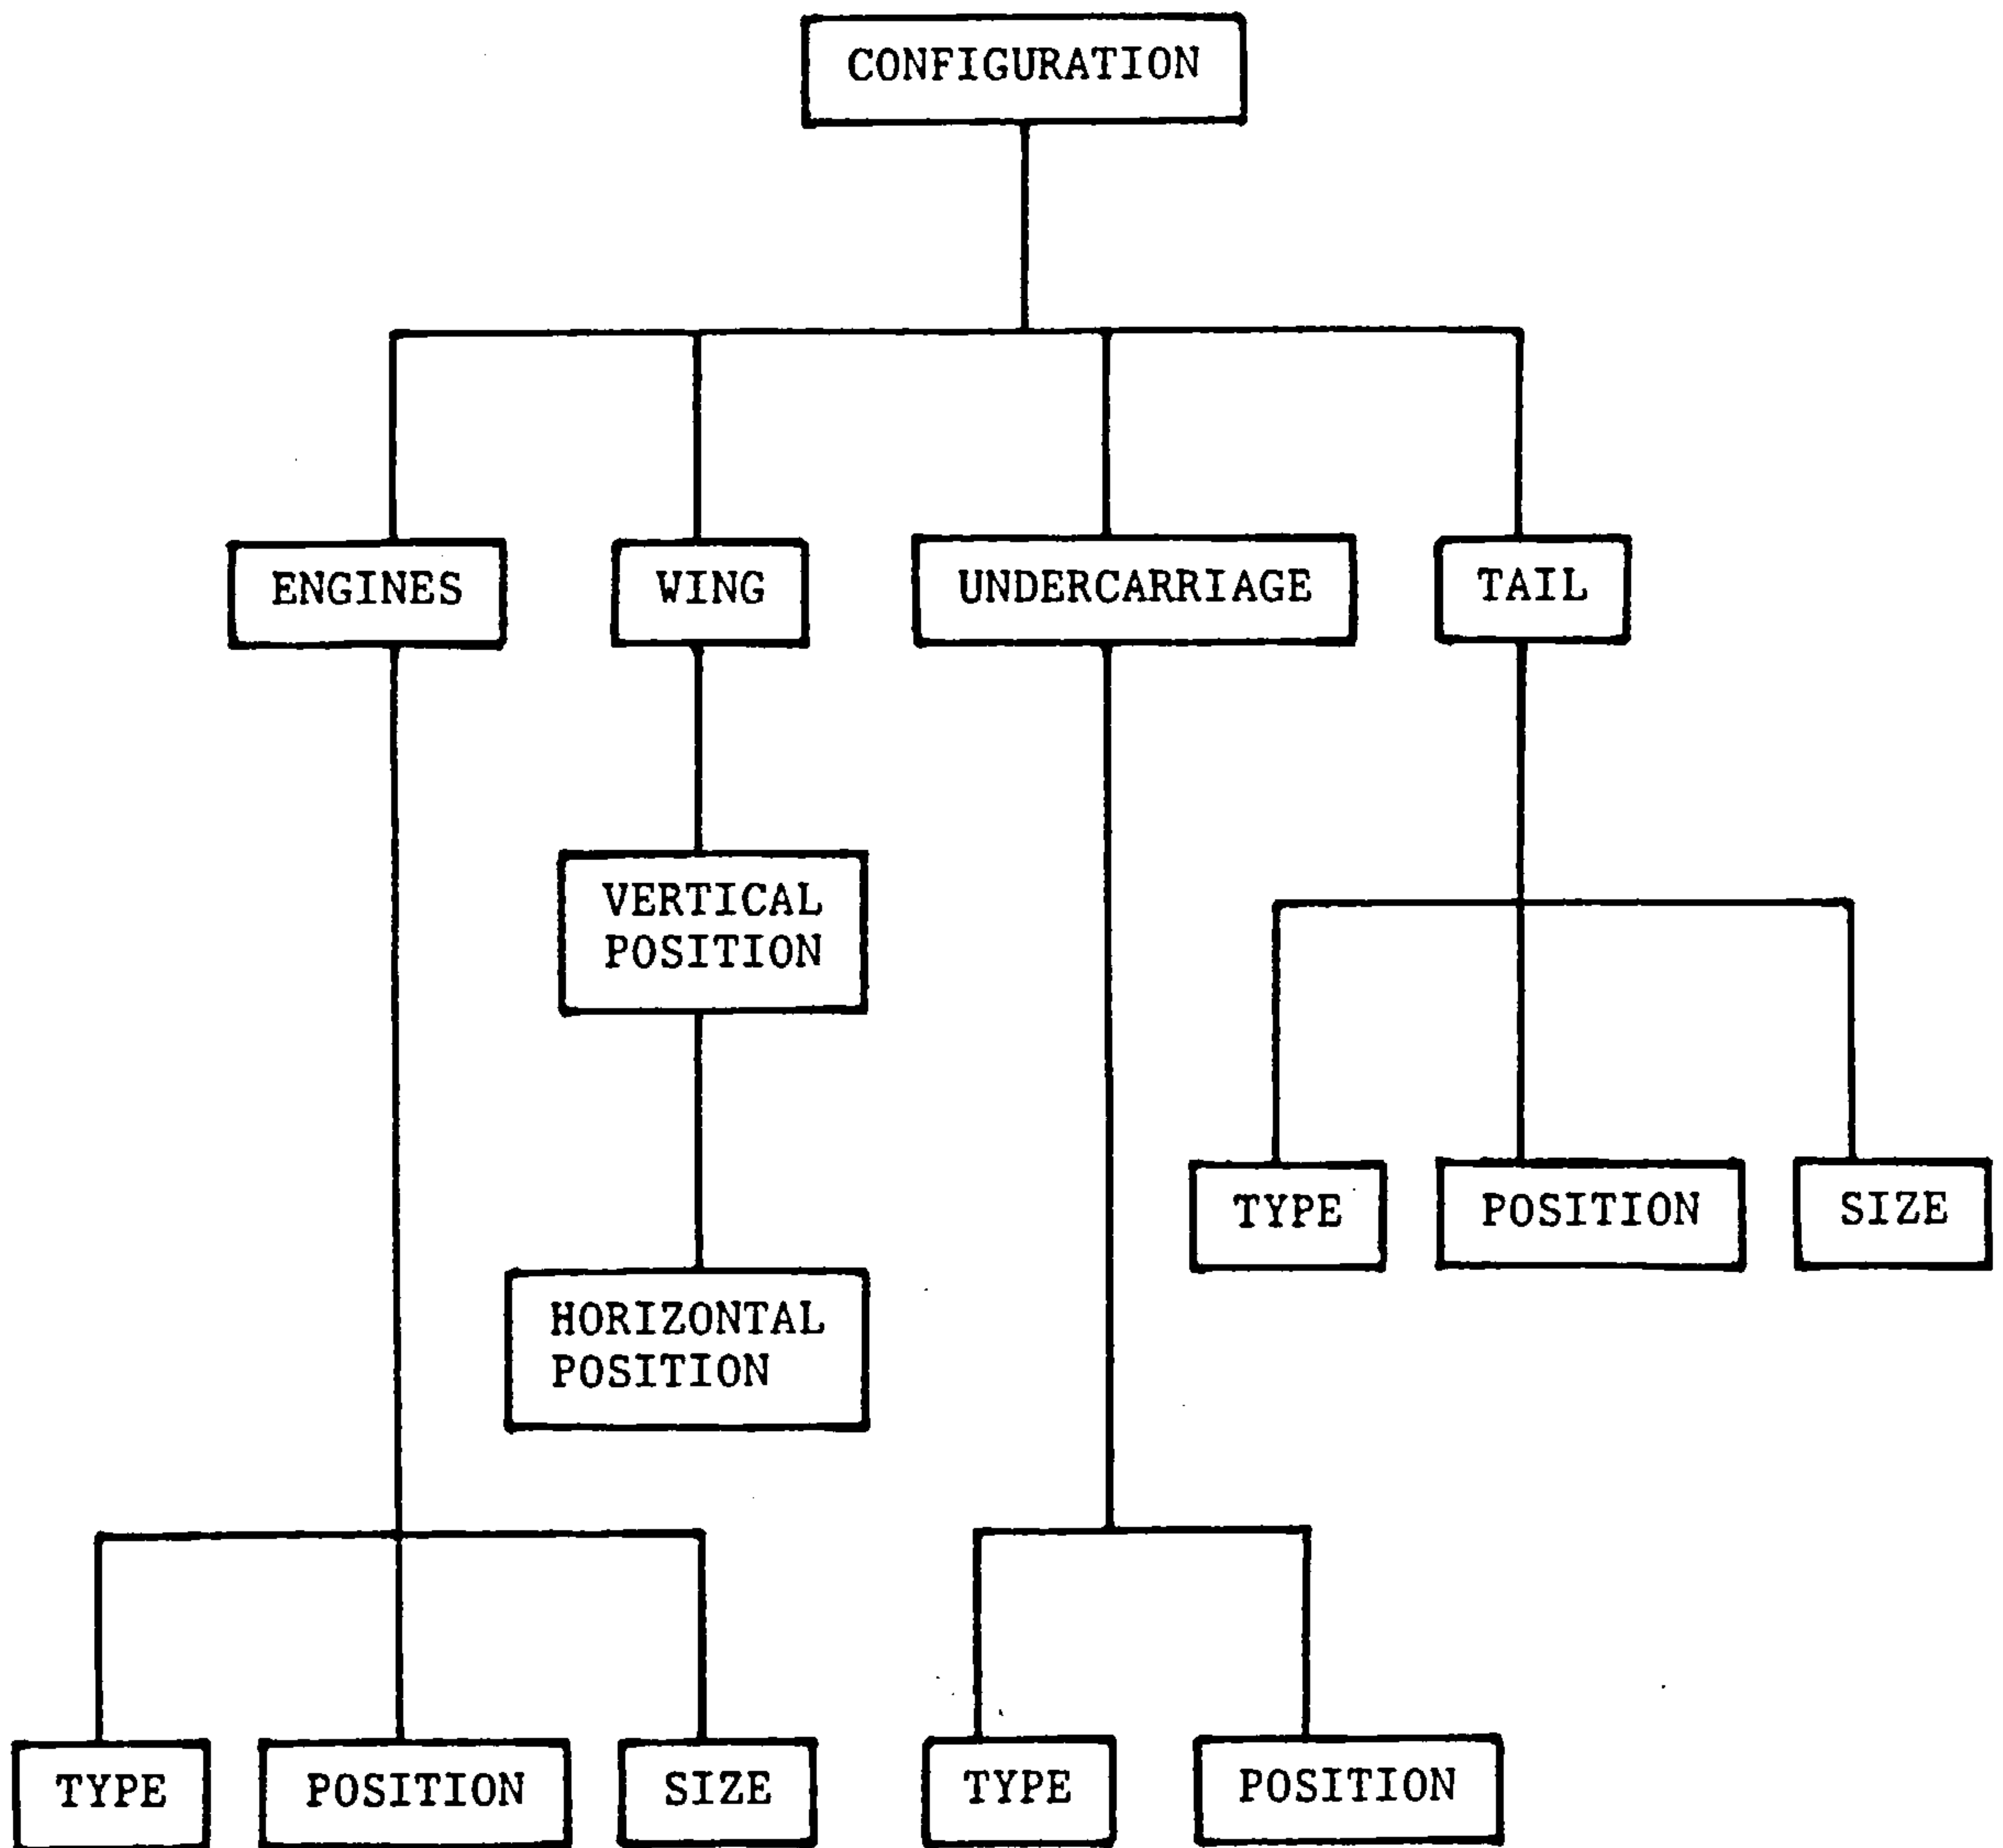 CONFIGURATION
ENGINES
WING
UNDERCARRIAGE
TAIL
VERTICAL
POSITION
TYPE
POSITION
SIZE
HORIZONTAL
POSITION
TYPE
POSITION
SIZE
TYPE
POSITION